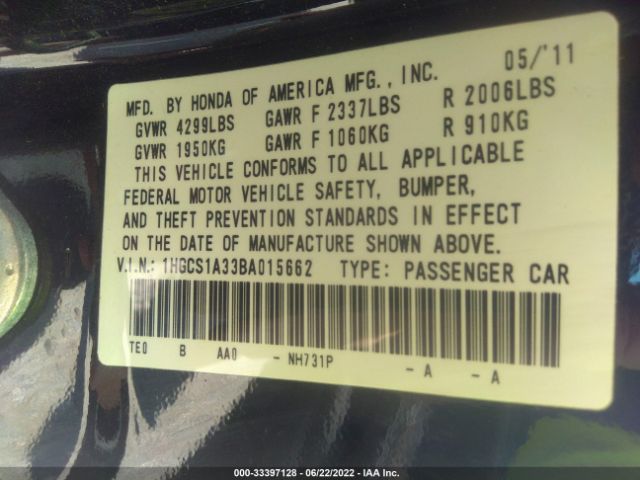 05/'11
MFD. BY HONDA OF AMERICA MFG., INC.
GVWR 4299LBS GAWR F 2337LBS R 2006LBS
GVWR 1950KG GAWR F 1060KG R 910KG
THIS VEHICLE CONFORMS TO ALL APPLICABLE
FEDERAL MOTOR VEHICLE SAFETY, BUMPER,
AND THEFT PREVENTION STANDARDS IN EFFECT
ON THE DATE OF MANUFACTURE SHOWN ABOVE.
V.I.N.: 1HGCS1A33BA015662 TYPE: PASSENGER CAR
TE0 B AA0 - NH731P - A - A
000-33397128 - 06/22/2022 - IAA Inc.